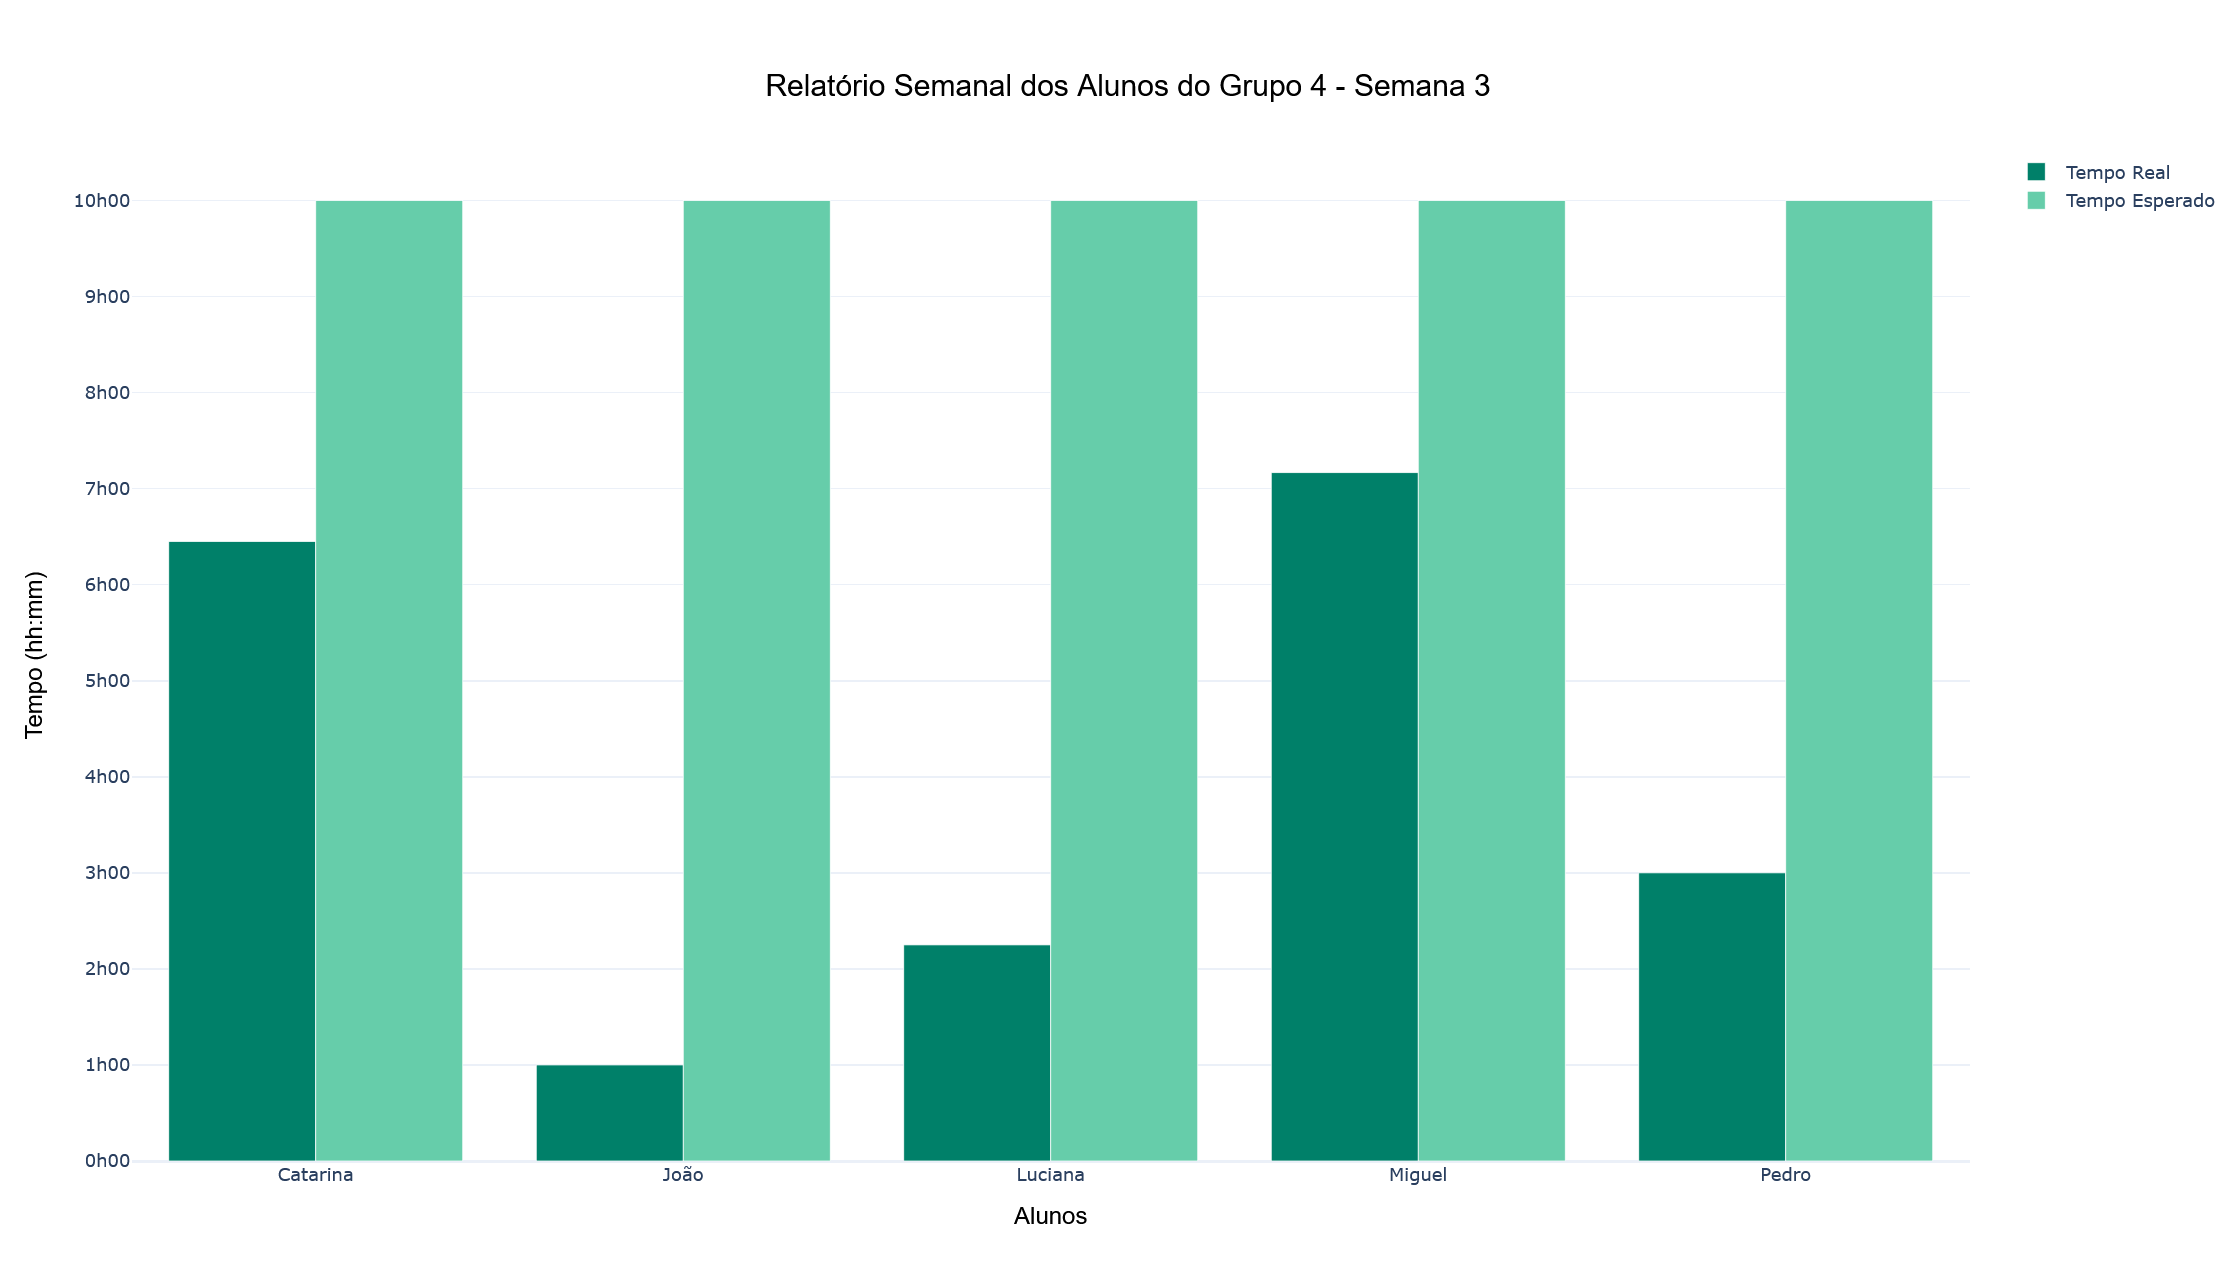 Relatório Semanal dos Alunos do Grupo 4 - Semana 3
Tempo Real
Tempo Esperado
Tempo (hh:mm)
10h00
9h00
8h00
7h00
6h00
5h00
4h00
3h00
2h00
1h00
0h00
Catarina
João
Luciana
Miguel
Pedro
Alunos